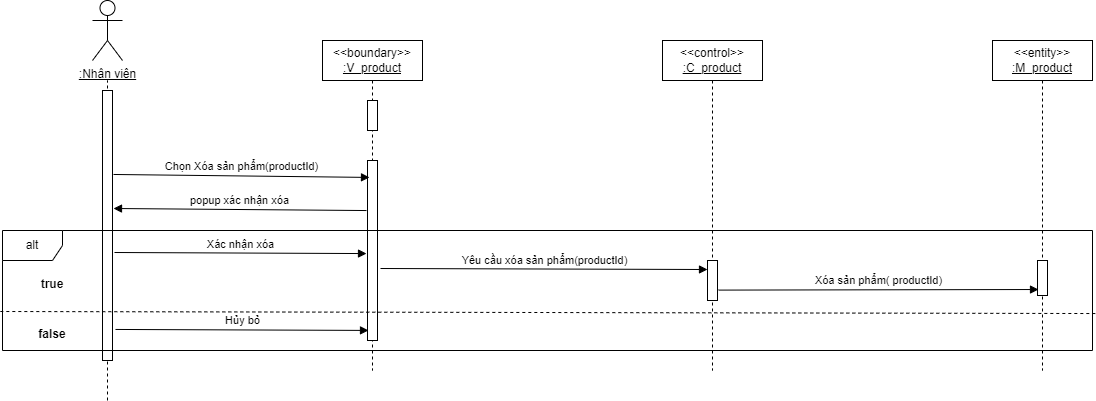 :Nhân viên
<<boundary>>
:V_product
<<control>>
:C_product
<<entity>>
:M_product
Chọn Xóa sản phẩm(productId)
popup xác nhận xóa
alt
Xác nhận xóa
Yêu cầu xóa sản phẩm(productId)
Xóa sản phẩm( productId)
true
Hủy bỏ
false